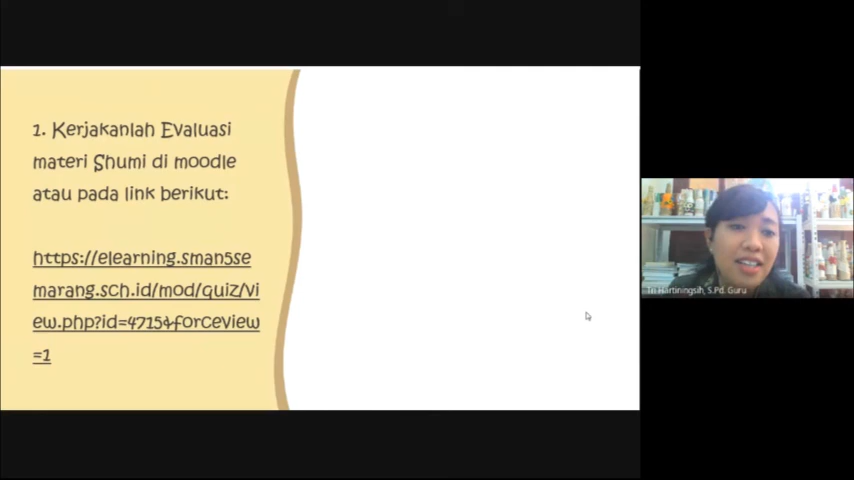 1. Kerjakanlah Evaluasi
materi Shumi di moodle
atau pada link berikut:
https://elearning.sman5se
marang.sch.id/mod/quiz/vi
ew.php?id=4715&forceview
=1
Tri Hartiningsih, S.Pd. Guru